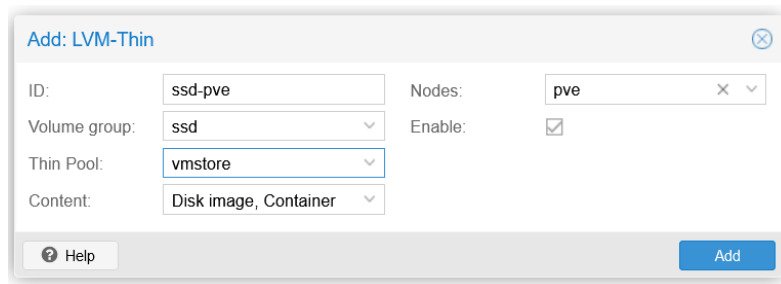 Add: LVM-Thin
ID: ssd-pve Nodes: pve
Volume group: ssd Enable:
Thin Pool: vmstore
Content: Disk image, Container
Help Add